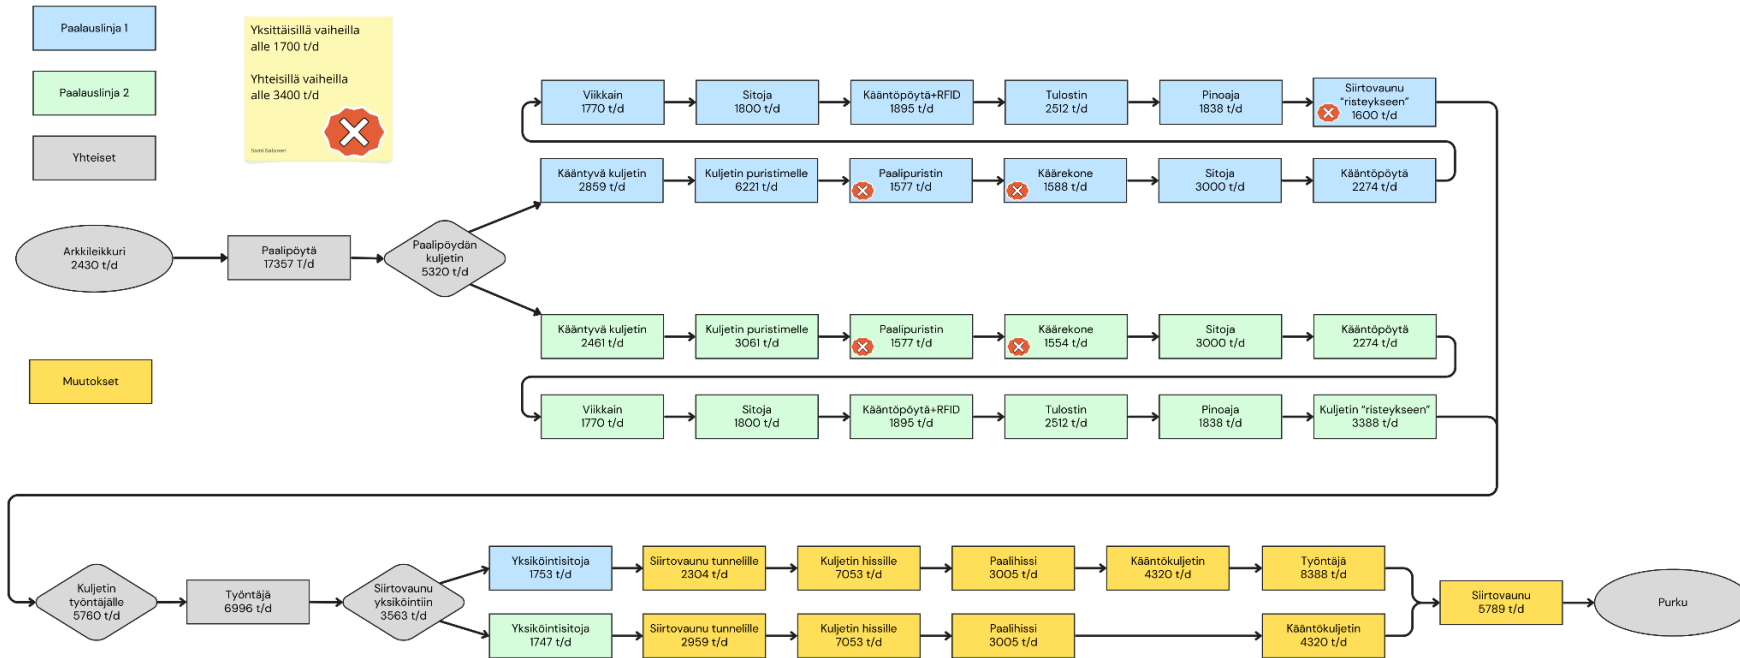 Paalauslinja 1
Paalauslinja 2
Yhteiset
Yksittäisillä vaiheilla
alle 1700 t/d
Yhteisillä vaiheilla
alle 3400 t/d
Sami Salonen
Viikkain
1770 t/d
Sitoja
1800 t/d
Kääntöpöytä+RFID
1895 t/d
Tulostin
2512 t/d
Pinoaja
1838 t/d
Siirtovaunu
"risteykseen"
1600 t/d
Kääntyvä kuljetin
2859 t/d
Kuljetin puristimelle
6221 t/d
Paalipuristin
1577 t/d
Käärekone
1588 t/d
Sitoja
3000 t/d
Kääntöpöytä
2274 t/d
Arkkileikkuri
2430 t/d
Paalipöytä
17357 T/d
Paalipöydän
kuljetin
5320 t/d
Kääntyvä kuljetin
2461 t/d
Kuljetin puristimelle
3061 t/d
Paalipuristin
1577 t/d
Käärekone
1554 t/d
Sitoja
3000 t/d
Kääntöpöytä
2274 t/d
Muutokset
Viikkain
1770 t/d
Sitoja
1800 t/d
Kääntöpöytä+RFID
1895 t/d
Tulostin
2512 t/d
Pinoaja
1838 t/d
Kuljetin "risteykseen"
3388 t/d
Kuljetin
työntäjälle
5760 t/d
Työntäjä
6996 t/d
Siirtovaunu
yksiköintiin
3563 t/d
Yksiköintisitoja
1753 t/d
Siirtovaunu tunnelille
2304 t/d
Kuljetin hissille
7053 t/d
Paalihissi
3005 t/d
Kääntökuljetin
4320 t/d
Työntäjä
8388 t/d
Yksiköintisitoja
1747 t/d
Siirtovaunu tunnelille
2959 t/d
Kuljetin hissille
7053 t/d
Paalihissi
3005 t/d
Kääntökuljetin
4320 t/d
Siirtovaunu
5789 t/d
Purku